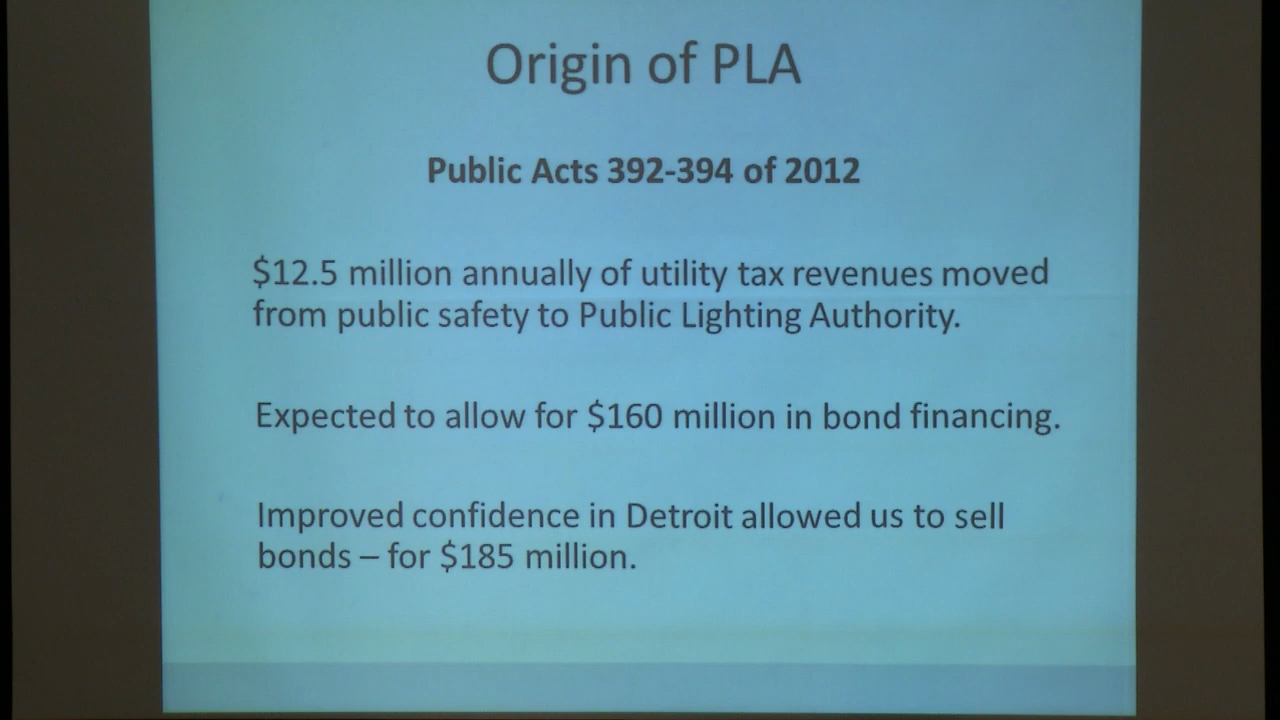 Origin of PLA
Public Acts 392-394 of 2012
$12.5 million annually of utility tax revenues moved
from public safety to Public Lighting Authority.
Expected to allow for $160 million in bond financing.
Improved confidence in Detroit allowed us to sell
bonds – for $185 million.